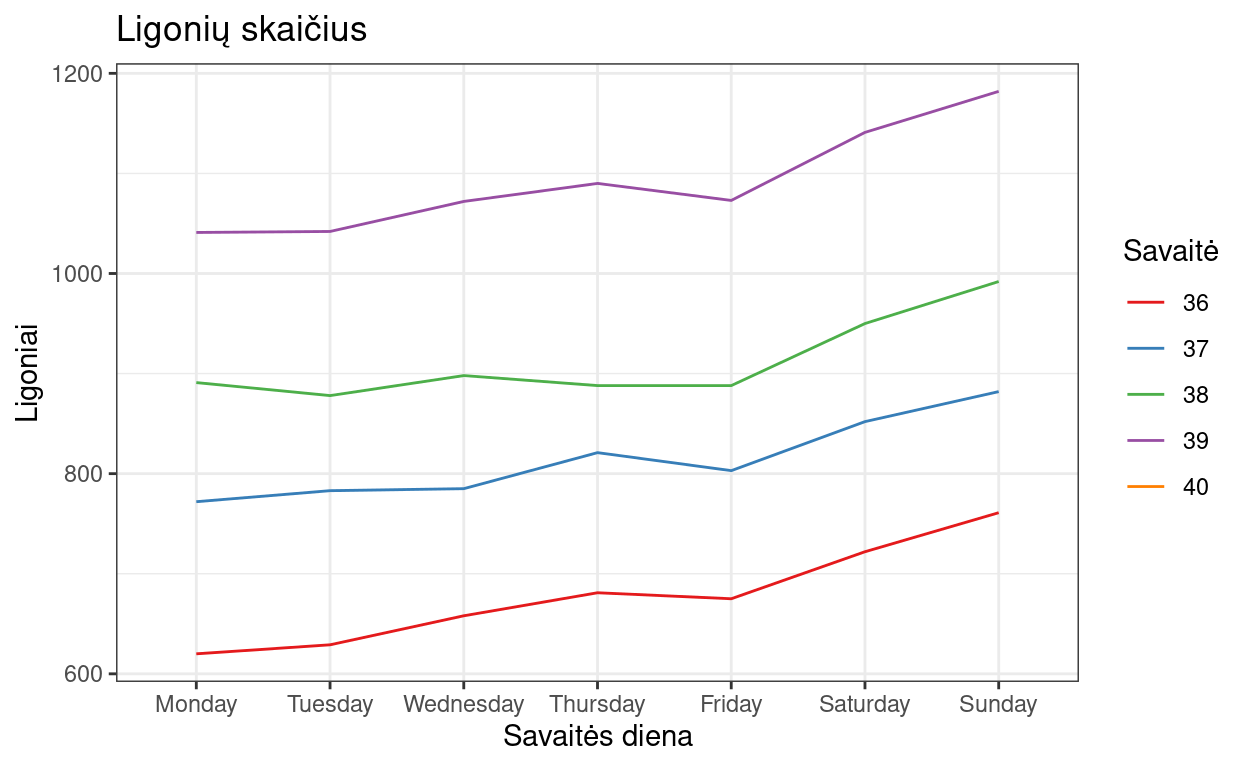 Ligonių skaičius
1200
1000
800
600
Ligoniai
Monday Tuesday Wednesday Thursday Friday Saturday Sunday
Savaitės diena
Savaitė
36
37
38
39
40